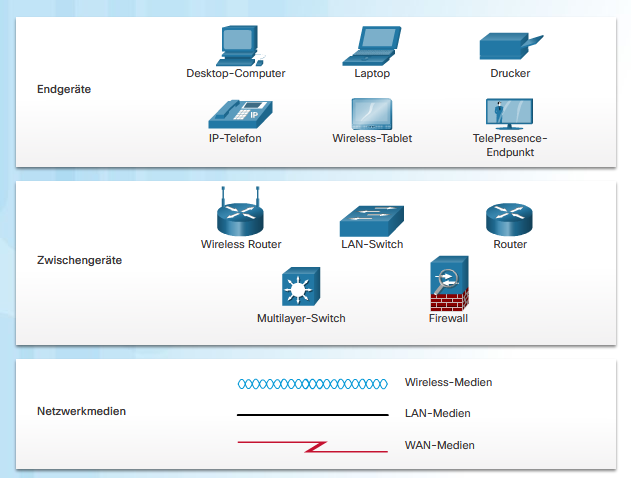 Endgeräte
Desktop-Computer
Laptop
Drucker
IP
IP-Telefon
Wireless-Tablet
TelePresence-
Endpunkt
Zwischengeräte
Wireless Router
LAN-Switch
Router
Multilayer-Switch
Firewall
Netzwerkmedien
Wireless-Medien
LAN-Medien
WAN-Medien